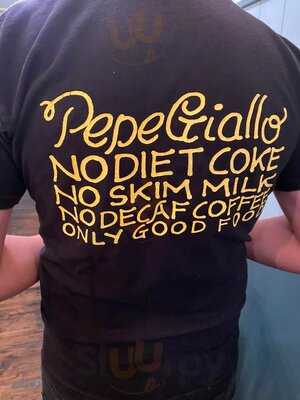 PepeGiallo
NO DIET COKE
NO SKIM MILK
NO DECAF COFFEE
ONLY GOOD FOOD